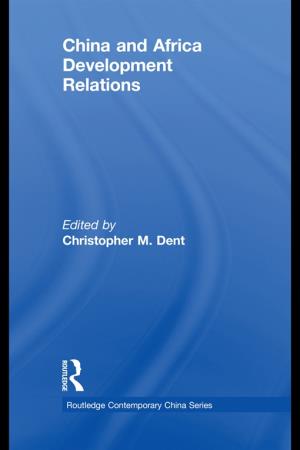 China and Africa
Development
Relations
Edited by
Christopher M. Dent
ROUTLEDGE
Routledge Contemporary China Series